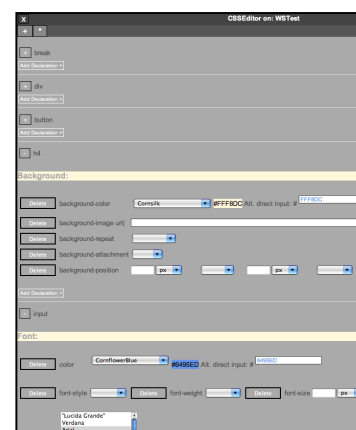 X CSSEditor on: WSTest
+ *
+ break
Add Declaration +
+ div
Add Declaration +
+ button
Add Declaration +
- h4
Background:
Delete background-color Cornsilk #FFF8DC Alt. direct input: # FFF8DC
Delete background-image url(
Delete background-repeat
Delete background-attachment
Delete background-position px
Add Declaration +
- input
Font:
Delete color CornflowerBlue #6495ED Alt. direct input: # 6495ED
Delete font-style Delete font-weight Delete font-size px
"Lucida Grande"
Verdana
Arial